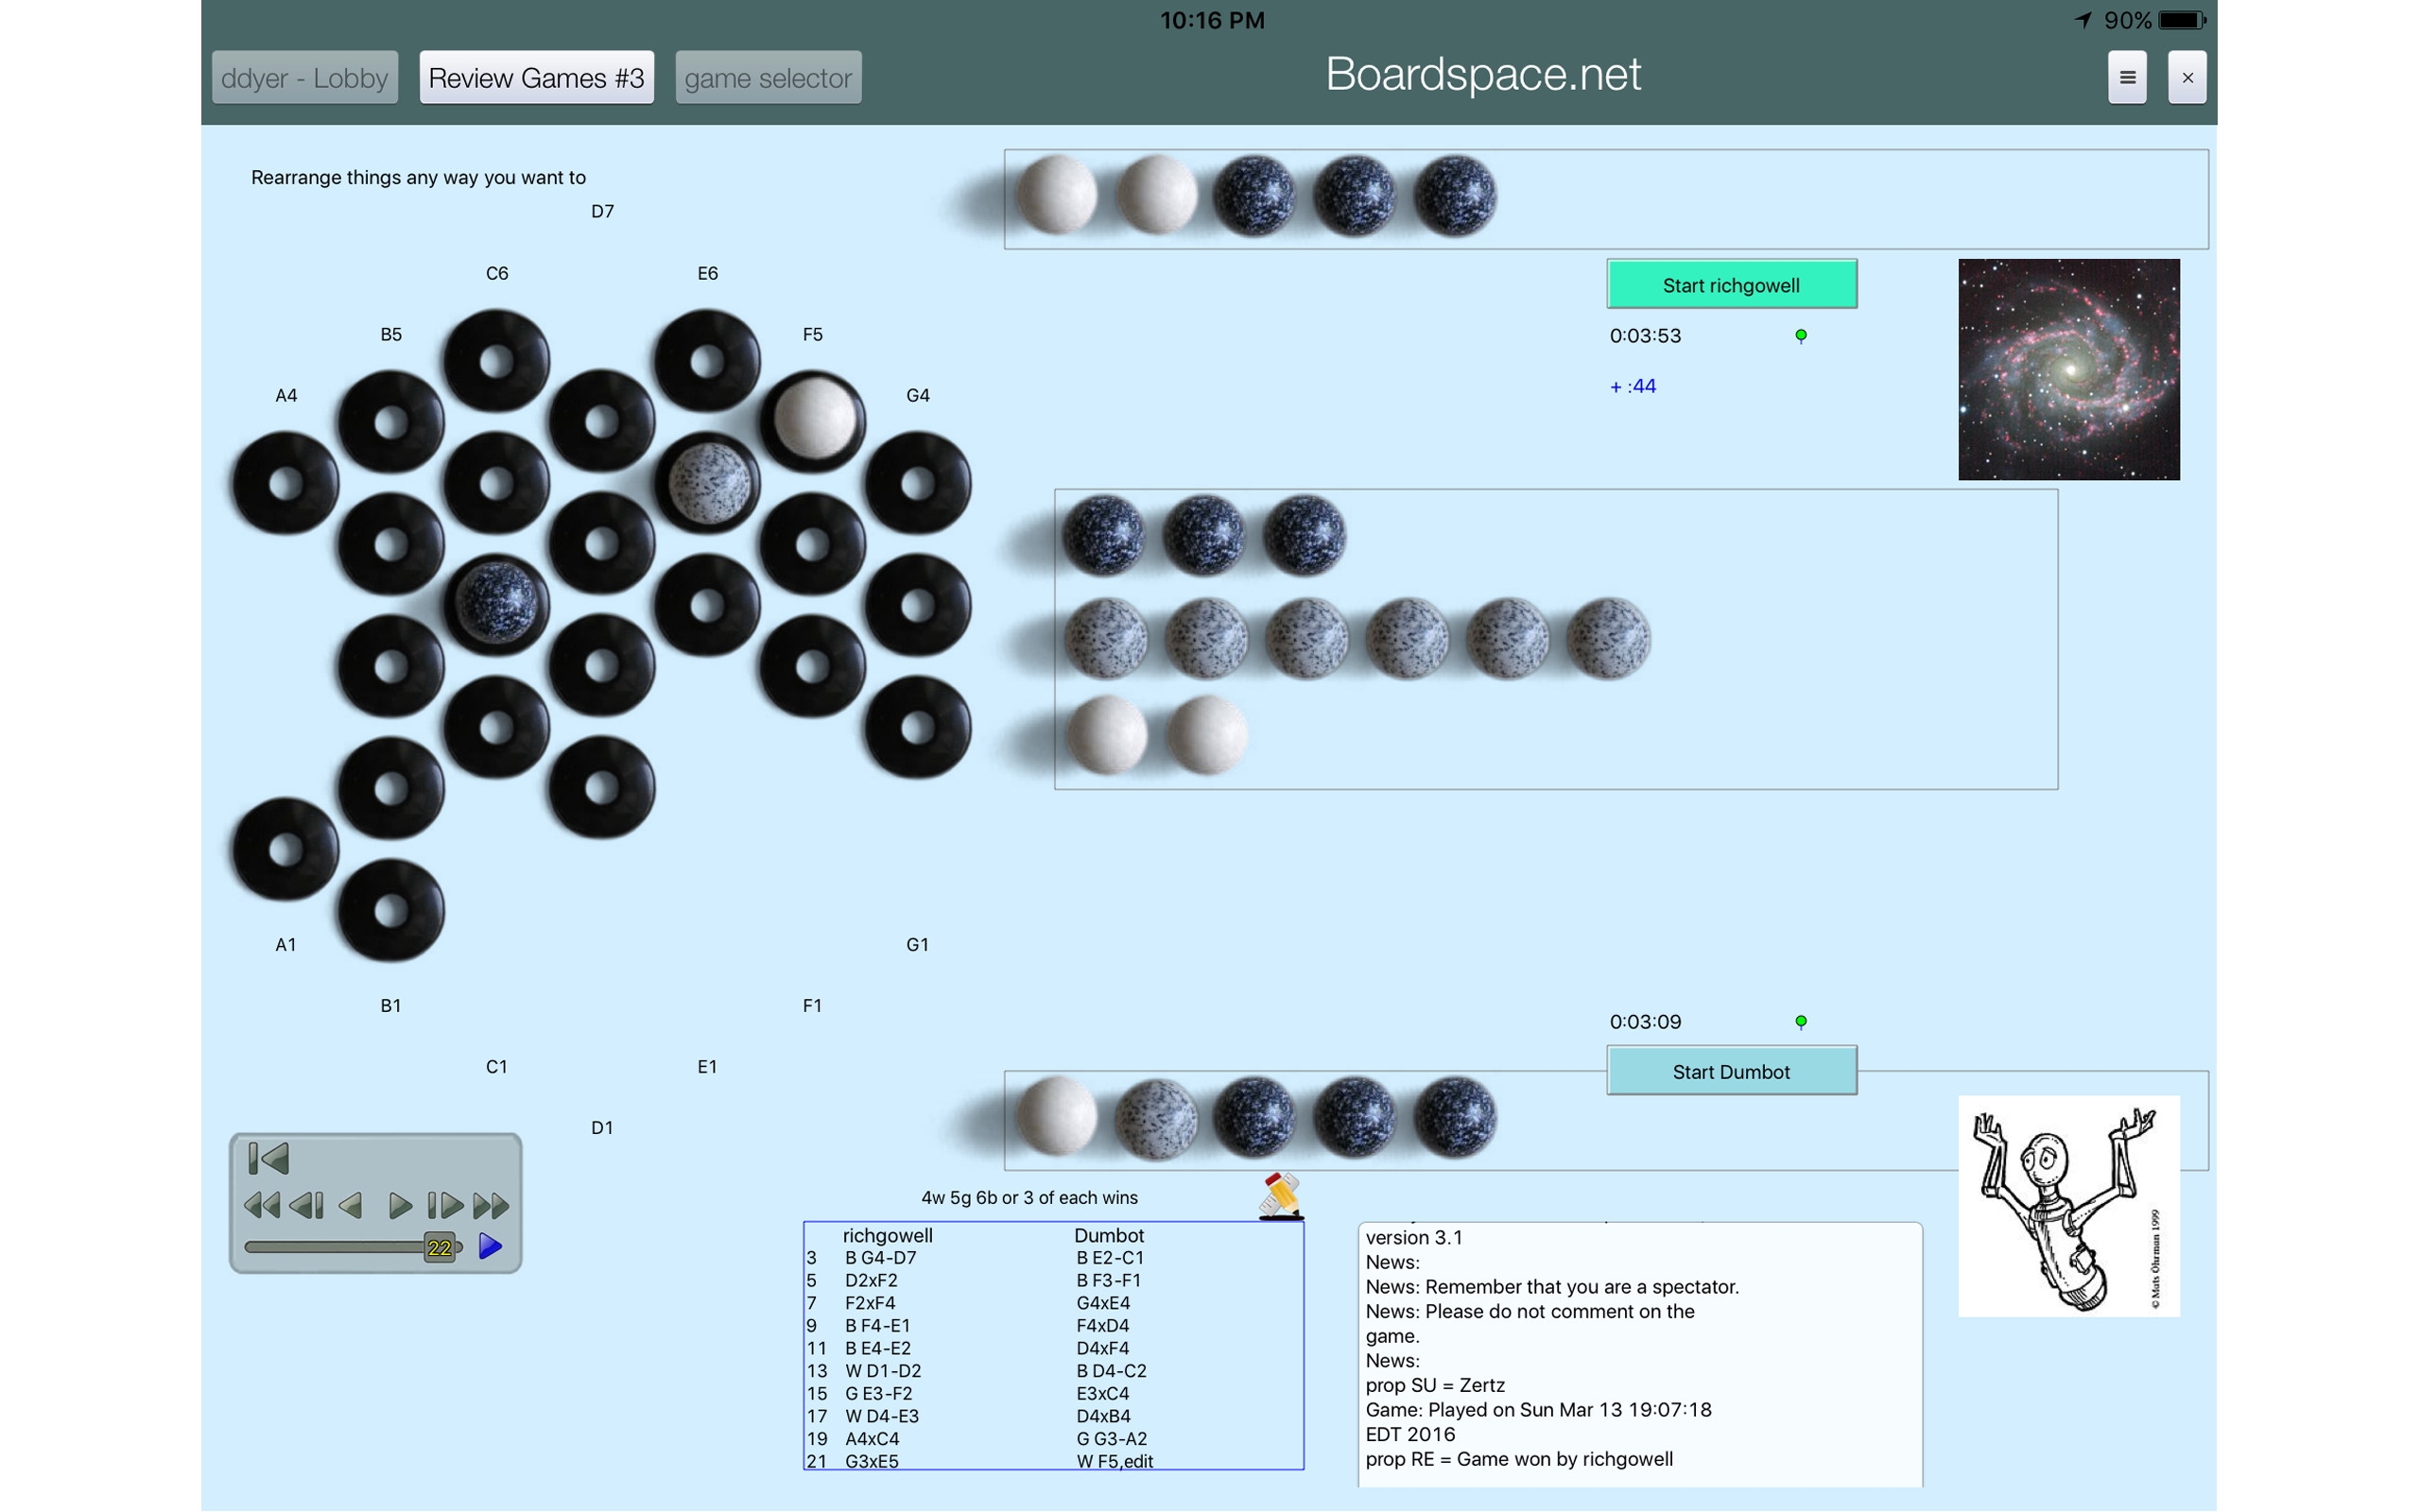 10:16 PM
90%
ddyer - Lobby
Review Games #3
game selector
Boardspace.net
Rearrange things any way you want to
D7
C6
E6
B5
F5
A4
G4
Start richgowell
0:03:53
+ :44
A1
G1
B1
F1
0:03:09
C1
E1
Start Dumbot
D1
22
4w 5g 6b or 3 of each wins
richgowell Dumbot
3 B G4-D7 B E2-C1
5 D2xF2 B F3-F1
7 F2xF4 G4xE4
9 B F4-E1 F4xD4
11 B E4-E2 D4xF4
13 W D1-D2 B D4-C2
15 G E3-F2 E3xC4
17 W D4-E3 D4xB4
19 A4xC4 G G3-A2
21 G3xE5 W F5,edit
version 3.1
News:
News: Remember that you are a spectator.
News: Please do not comment on the
game.
News:
prop SU = Zertz
Game: Played on Sun Mar 13 19:07:18
EDT 2016
prop RE = Game won by richgowell
© Mats Öhrman 1999